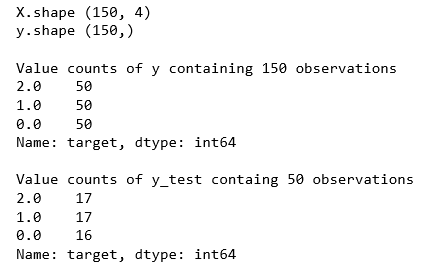 X.shape (150, 4)
y.shape (150,)
Value counts of y containing 150 observations
2.0    50
1.0    50
0.0    50
Name: target, dtype: int64
Value counts of y_test containg 50 observations
2.0    17
1.0    17
0.0    16
Name: target, dtype: int64